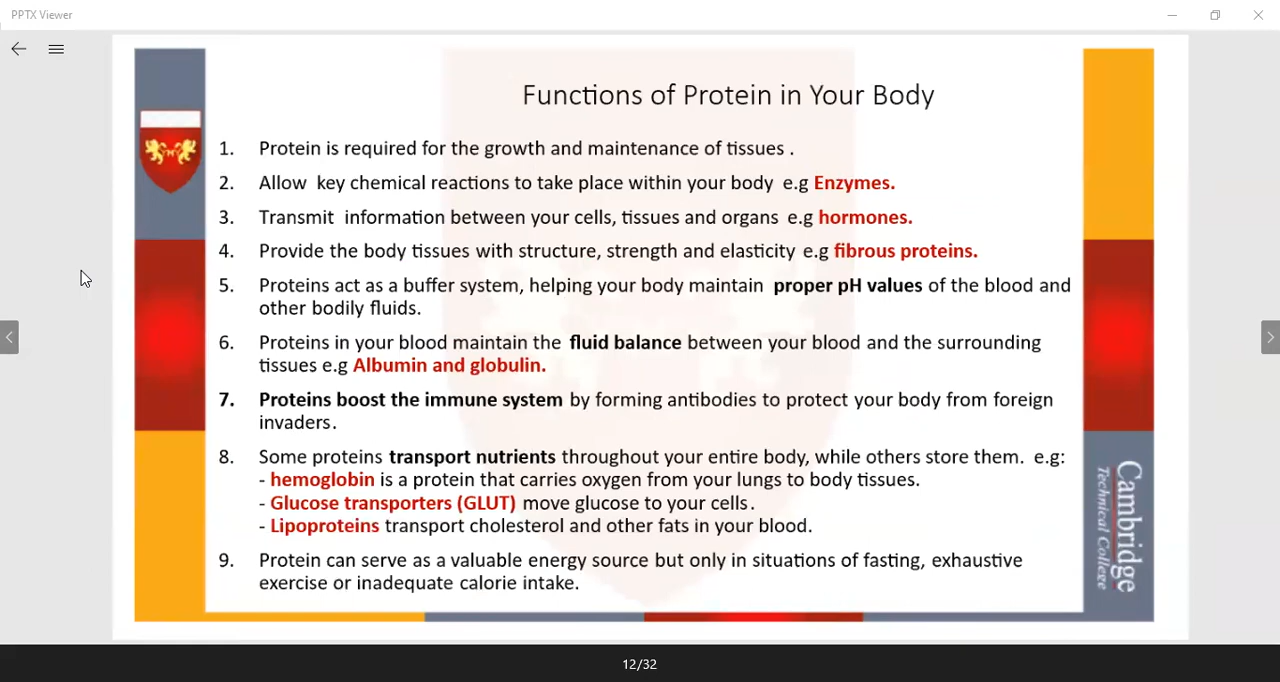 PPTX Viewer
Functions of Protein in Your Body
1. Protein is required for the growth and maintenance of tissues .
2. Allow key chemical reactions to take place within your body e.g Enzymes.
3. Transmit information between your cells, tissues and organs e.g hormones.
4. Provide the body tissues with structure, strength and elasticity e.g fibrous proteins.
5. Proteins act as a buffer system, helping your body maintain proper pH values of the blood and
other bodily fluids.
6. Proteins in your blood maintain the fluid balance between your blood and the surrounding
tissues e.g Albumin and globulin.
7. Proteins boost the immune system by forming antibodies to protect your body from foreign
invaders.
8. Some proteins transport nutrients throughout your entire body, while others store them. e.g:
- hemoglobin is a protein that carries oxygen from your lungs to body tissues.
- Glucose transporters (GLUT) move glucose to your cells.
- Lipoproteins transport cholesterol and other fats in your blood.
9. Protein can serve as a valuable energy source but only in situations of fasting, exhaustive
exercise or inadequate calorie intake.
Cambridge
Technical College
12/32